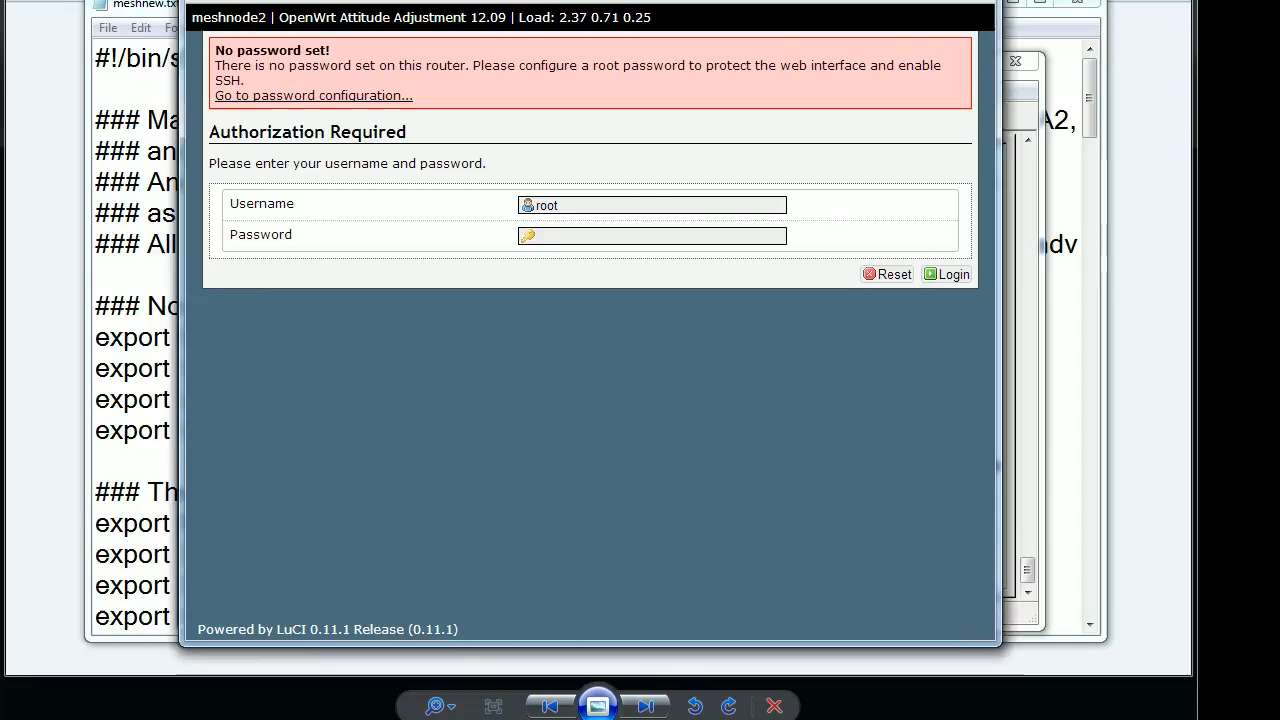 meshnew.txt
meshnode2 | OpenWrt Attitude Adjustment 12.09 | Load: 2.37 0.71 0.25
File Edit Fo
No password set!
There is no password set on this router. Please configure a root password to protect the web interface and enable
SSH.
Go to password configuration...
Authorization Required
Please enter your username and password.
Username root
Password
Reset Login
Powered by LuCI 0.11.1 Release (0.11.1)
#!/bin/s
### Ma
A2,
### an
### An
### as
### All
adv
### No
export
export
export
export
### Th
export
export
export
export